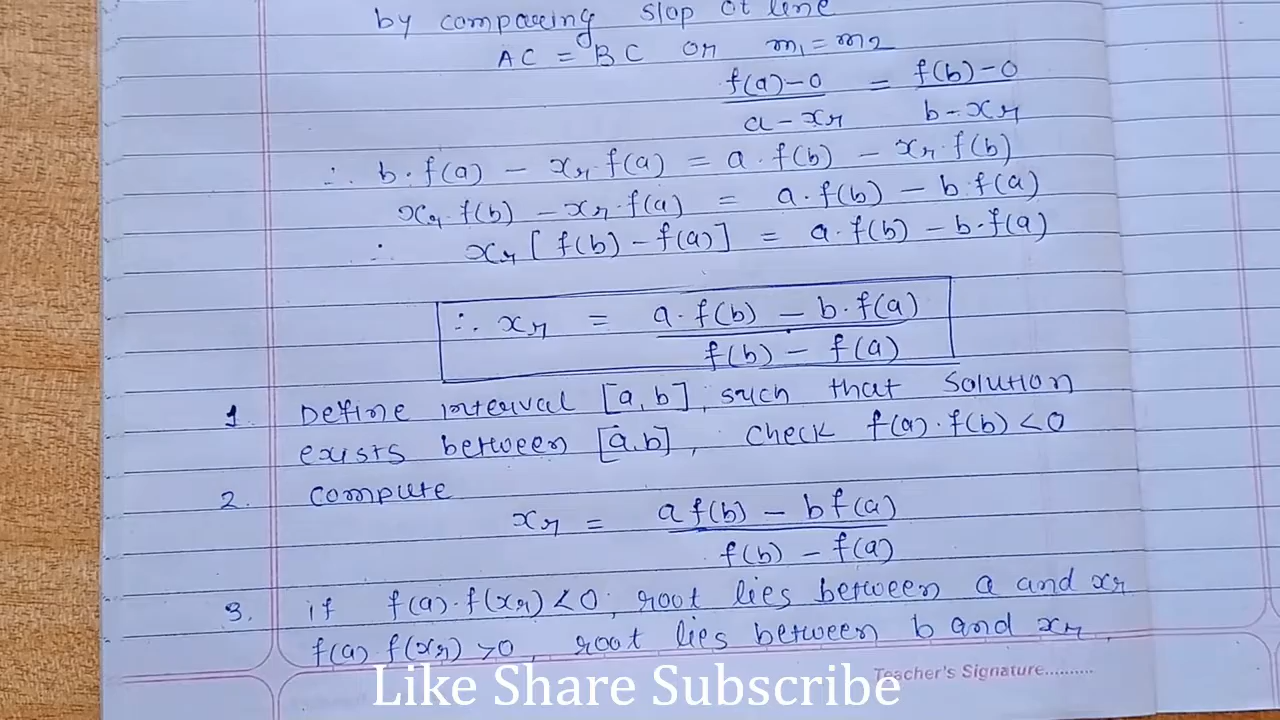 by comparing slop of line
AC = BC or m₁ = m₂
f(a)-0 / a - xᵣ = f(b)-0 / b - xᵣ
∴ b·f(a) - xᵣ·f(a) = a·f(b) - xᵣ·f(b)
xᵣ·f(b) - xᵣ·f(a) = a·f(b) - b·f(a)
∴ xᵣ [f(b) - f(a)] = a·f(b) - b·f(a)
∴ xᵣ = a·f(b) - b·f(a) / f(b) - f(a)
1. Define interval [a,b], such that solution
exists between [a,b], check f(a)·f(b) < 0
2. compute
xᵣ = a f(b) - b f(a) / f(b) - f(a)
3. if f(a)·f(xᵣ) < 0, root lies between a and xᵣ
f(a) f(xᵣ) > 0, root lies between b and xᵣ,
Teacher's Signature..........
Like Share Subscribe